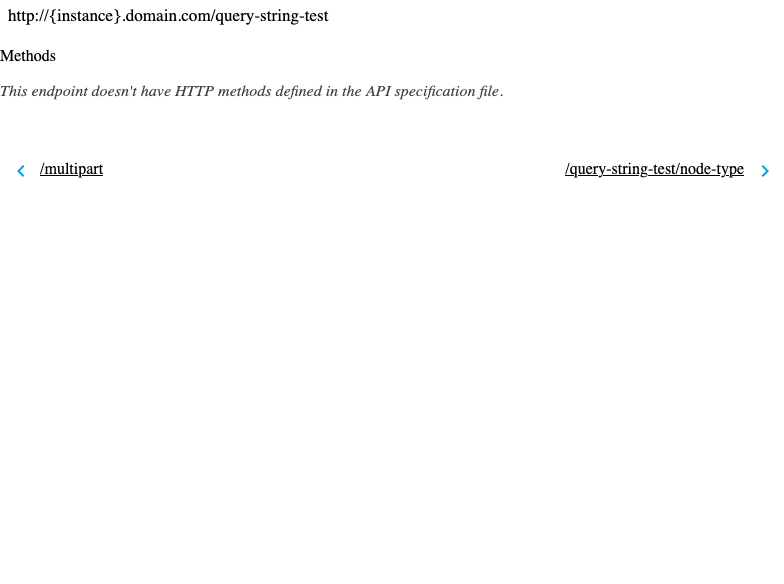 http://{instance}.domain.com/query-string-test
Methods
This endpoint doesn't have HTTP methods defined in the API specification file.
/multipart
/query-string-test/node-type